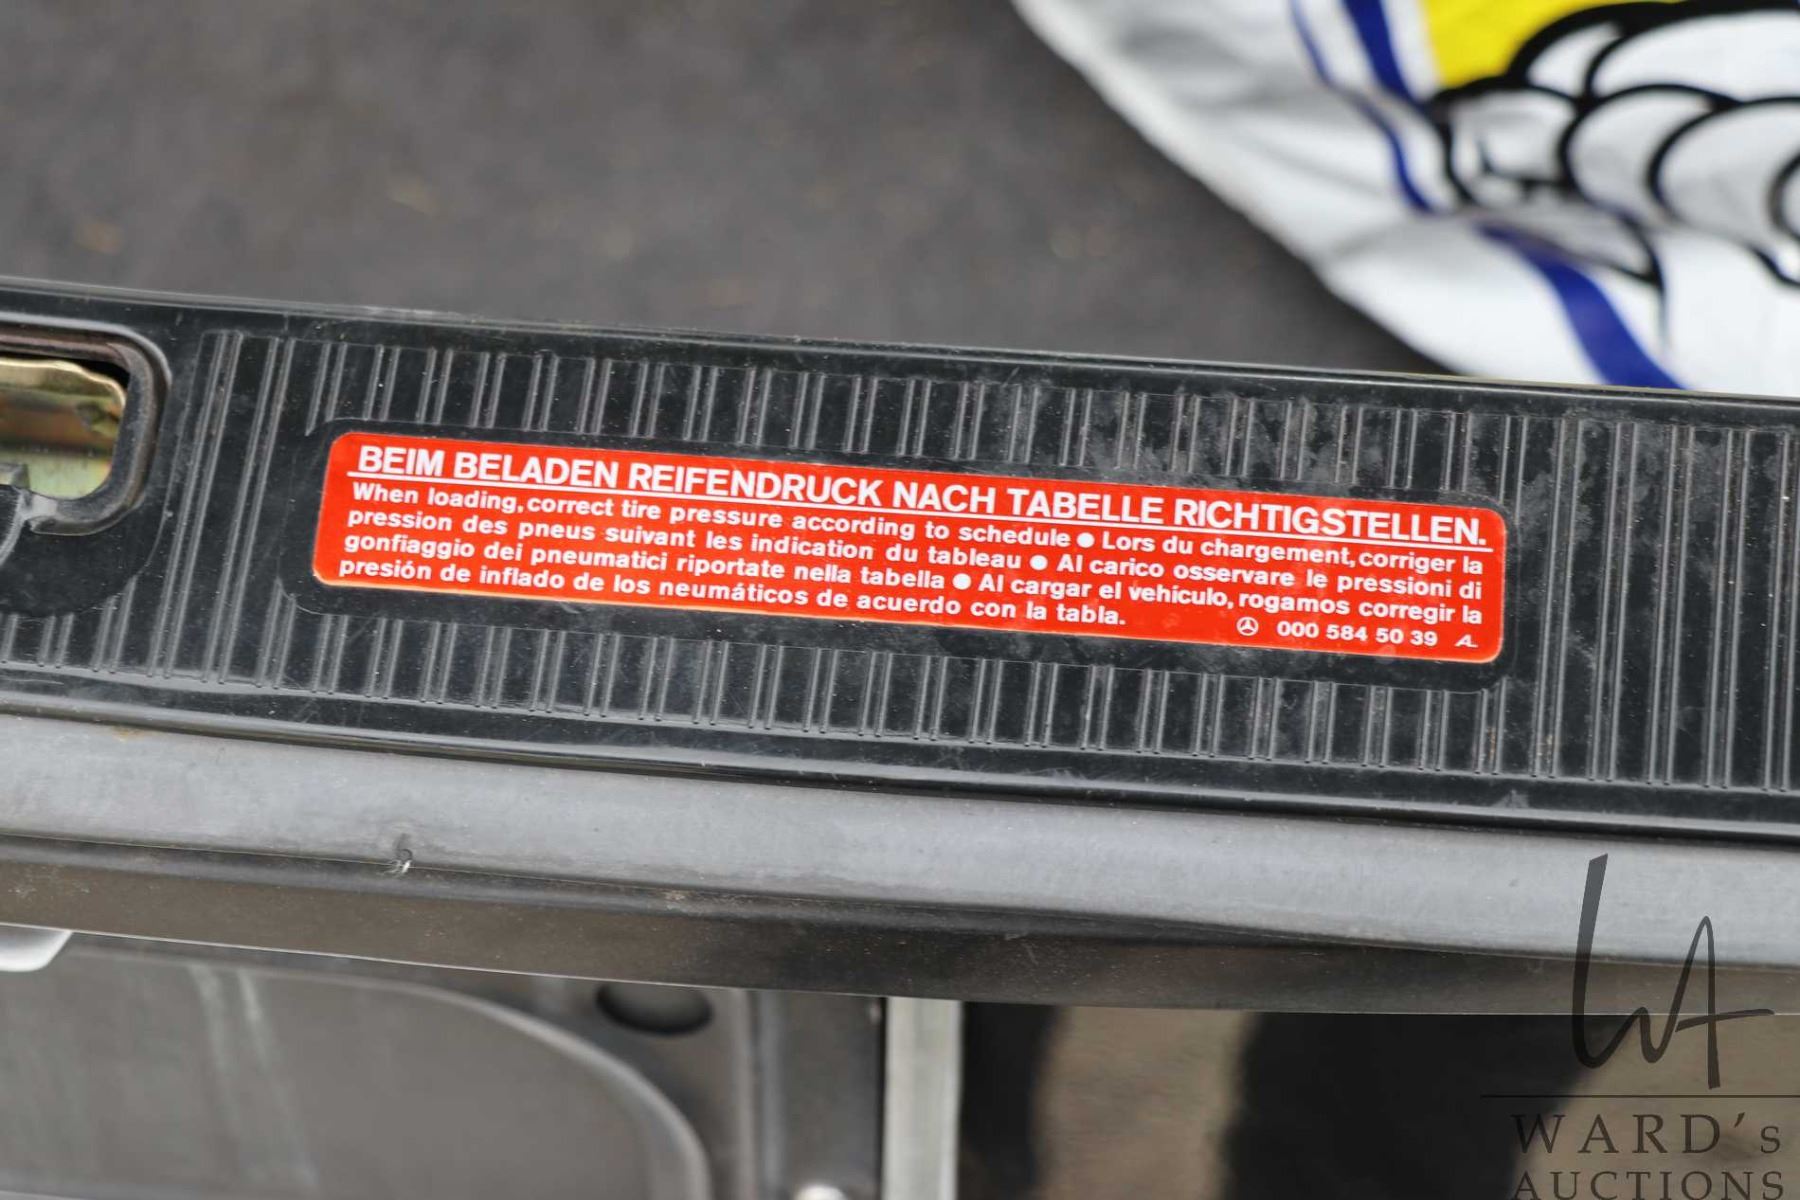 BEIM BELADEN REIFENDRUCK NACH TABELLE RICHTIGSTELLEN.
When loading, correct tire pressure according to schedule ● Lors du chargement, corriger la
pression des pneus suivant les indication du tableau ● Al carico osservare le pressioni di
gonfiaggio dei pneumatici riportate nella tabella ● Al cargar el vehiculo, rogamos corregir la
presión de inflado de los neumáticos de acuerdo con la tabla.
000 584 50 39 A.
WA
WARD's
AUCTIONS